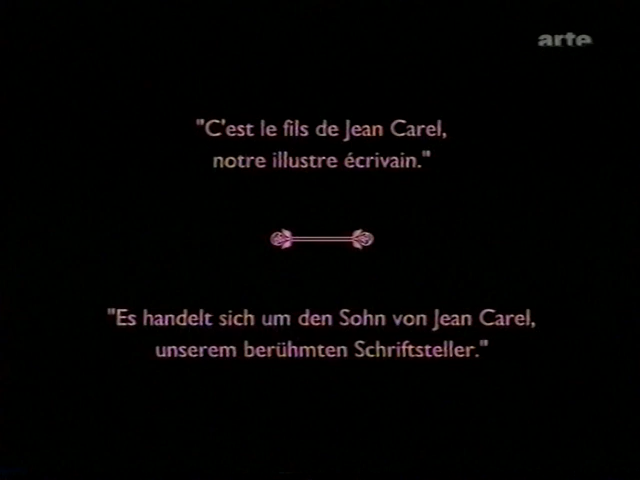 arte
"C'est le fils de Jean Carel,
notre illustre écrivain."
"Es handelt sich um den Sohn von Jean Carel,
unserem berühmten Schriftsteller."